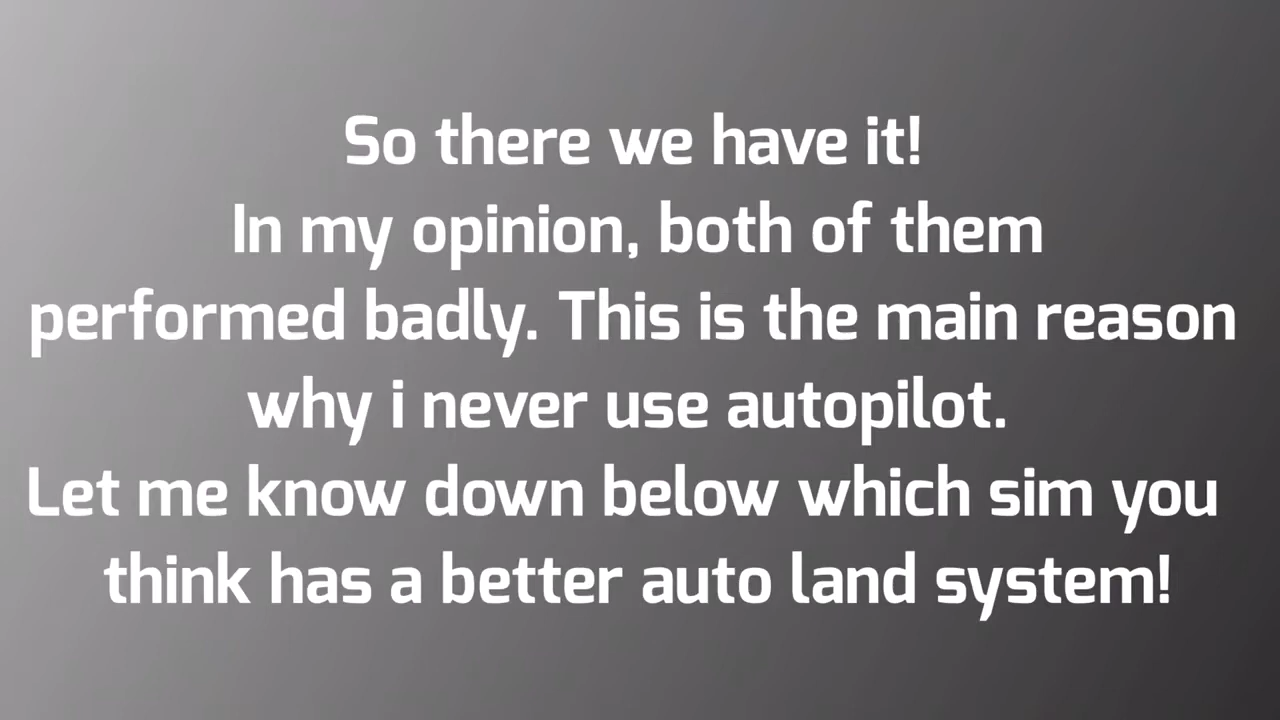 So there we have it!
In my opinion, both of them
performed badly. This is the main reason
why i never use autopilot.
Let me know down below which sim you
think has a better auto land system!